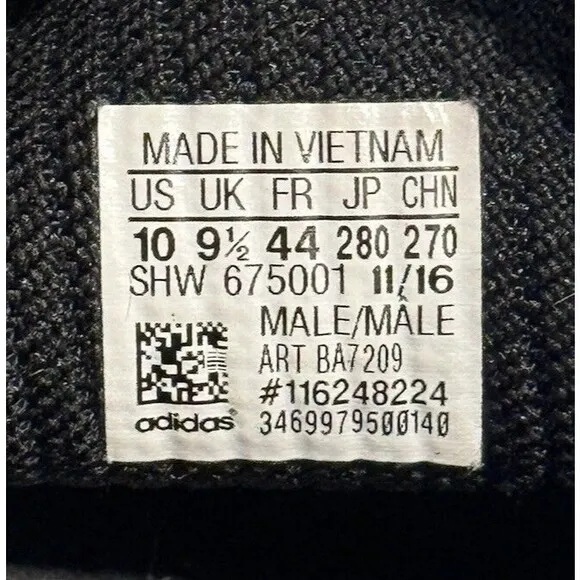 MADE IN VIETNAM
US UK FR JP CHN
10 9½ 44 280 270
SHW 675001 11/16
MALE/MÂLE
ART BA7209
#116248224
adidas® 3469979500140